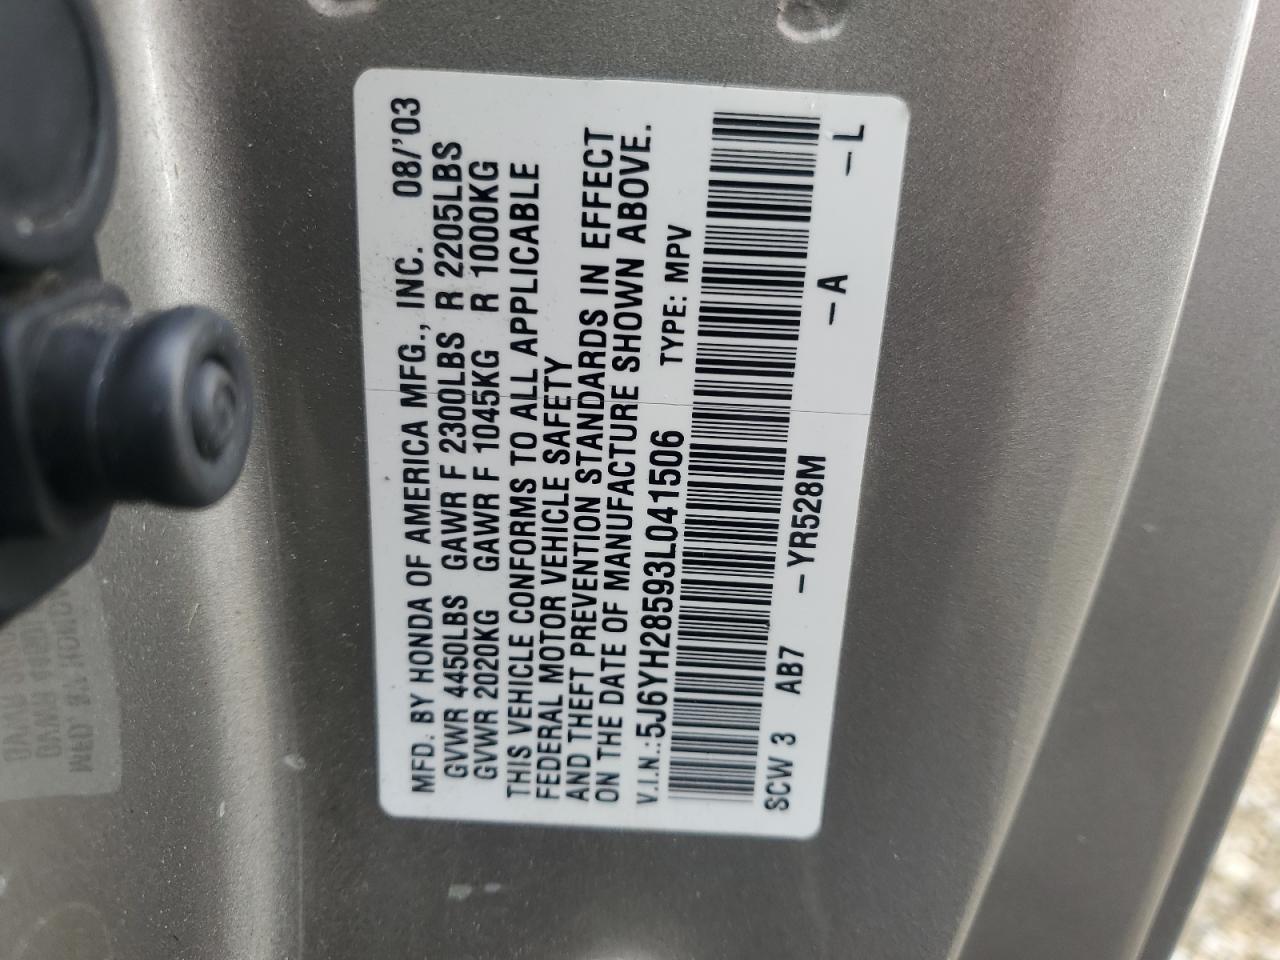 MFD. BY HONDA OF AMERICA MFG., INC. 08/'03
GVWR 4450LBS GAWR F 2300LBS R 2205LBS
GVWR 2020KG GAWR F 1045KG R 1000KG
THIS VEHICLE CONFORMS TO ALL APPLICABLE
FEDERAL MOTOR VEHICLE SAFETY
AND THEFT PREVENTION STANDARDS IN EFFECT
ON THE DATE OF MANUFACTURE SHOWN ABOVE.
V.I.N.:5J6YH28593L041506 TYPE: MPV
SCW 3 AB7 –YR528M –A –L